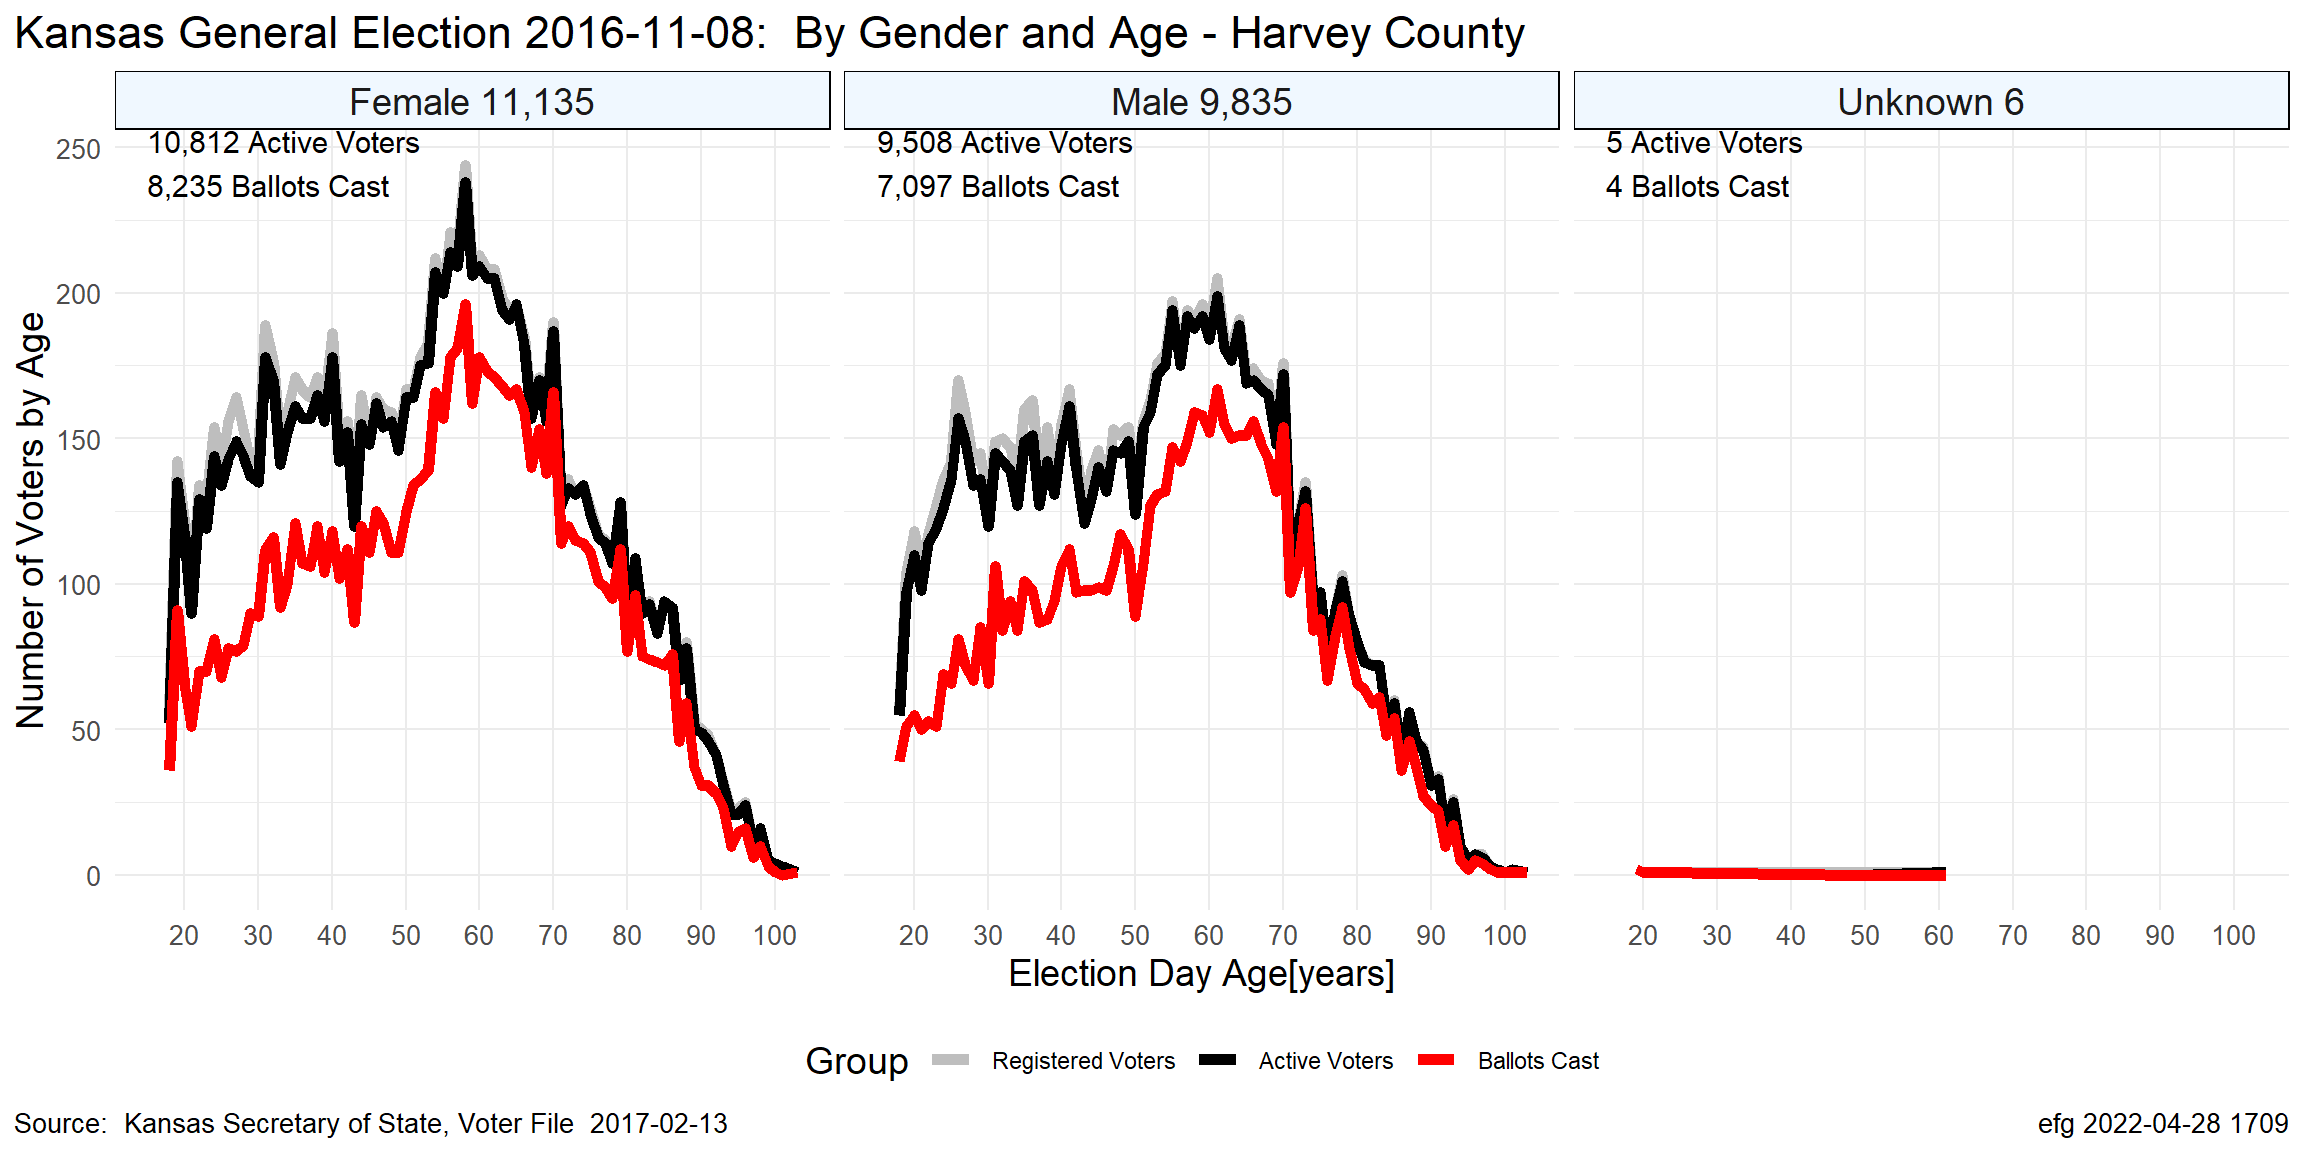 Kansas General Election 2016-11-08:  By Gender and Age - Harvey County
Female 11,135
Male 9,835
Unknown 6
10,812 Active Voters
8,235 Ballots Cast
9,508 Active Voters
7,097 Ballots Cast
5 Active Voters
4 Ballots Cast
Number of Voters by Age
250
200
150
100
50
0
20 30 40 50 60 70 80 90 100
20 30 40 50 60 70 80 90 100
20 30 40 50 60 70 80 90 100
Election Day Age[years]
Group Registered Voters Active Voters Ballots Cast
Source:  Kansas Secretary of State, Voter File  2017-02-13
efg 2022-04-28 1709